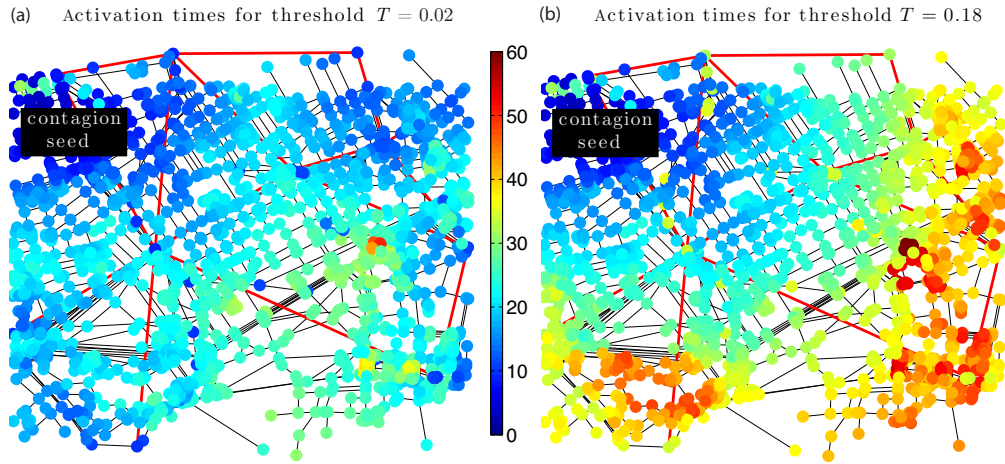 (a) Activation times for threshold T = 0.02
(b) Activation times for threshold T = 0.18
contagion
seed
60
50
40
30
20
10
0
contagion
seed